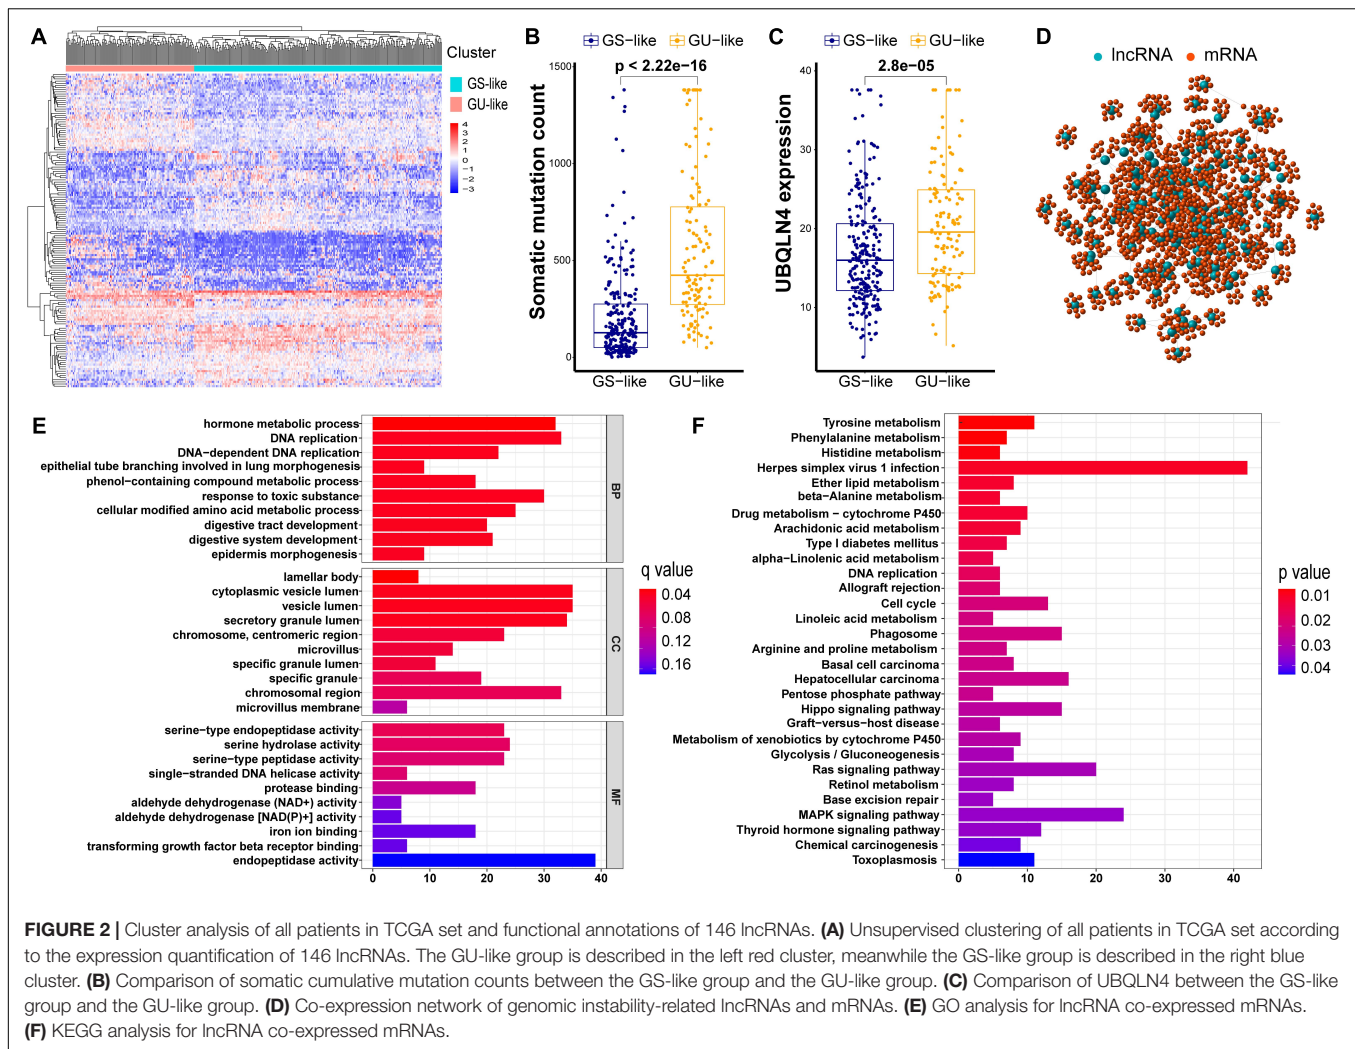 A
Cluster
GS-like
GU-like
4
3
2
1
0
−1
−2
−3
B
GS-like GU-like
p < 2.22e-16
Somatic mutation count
1500
1000
500
0
GS-like GU-like
C
GS-like GU-like
2.8e-05
UBQLN4 expression
40
30
20
10
GS-like GU-like
D
lncRNA mRNA
E
hormone metabolic process
DNA replication
DNA-dependent DNA replication
epithelial tube branching involved in lung morphogenesis
phenol-containing compound metabolic process
response to toxic substance
cellular modified amino acid metabolic process
digestive tract development
digestive system development
epidermis morphogenesis
BP
lamellar body
cytoplasmic vesicle lumen
vesicle lumen
secretory granule lumen
chromosome, centromeric region
microvillus
specific granule lumen
specific granule
chromosomal region
microvillus membrane
CC
serine-type endopeptidase activity
serine hydrolase activity
serine-type peptidase activity
single-stranded DNA helicase activity
protease binding
aldehyde dehydrogenase (NAD+) activity
aldehyde dehydrogenase [NAD(P)+] activity
iron ion binding
transforming growth factor beta receptor binding
endopeptidase activity
MF
0 10 20 30 40
q value
0.04
0.08
0.12
0.16
F
Tyrosine metabolism
Phenylalanine metabolism
Histidine metabolism
Herpes simplex virus 1 infection
Ether lipid metabolism
beta-Alanine metabolism
Drug metabolism - cytochrome P450
Arachidonic acid metabolism
Type I diabetes mellitus
alpha-Linolenic acid metabolism
DNA replication
Allograft rejection
Cell cycle
Linoleic acid metabolism
Phagosome
Arginine and proline metabolism
Basal cell carcinoma
Hepatocellular carcinoma
Pentose phosphate pathway
Hippo signaling pathway
Graft-versus-host disease
Metabolism of xenobiotics by cytochrome P450
Glycolysis / Gluconeogenesis
Ras signaling pathway
Retinol metabolism
Base excision repair
MAPK signaling pathway
Thyroid hormone signaling pathway
Chemical carcinogenesis
Toxoplasmosis
0 10 20 30 40
p value
0.01
0.02
0.03
0.04
FIGURE 2 | Cluster analysis of all patients in TCGA set and functional annotations of 146 lncRNAs. (A) Unsupervised clustering of all patients in TCGA set according
to the expression quantification of 146 lncRNAs. The GU-like group is described in the left red cluster, meanwhile the GS-like group is described in the right blue
cluster. (B) Comparison of somatic cumulative mutation counts between the GS-like group and the GU-like group. (C) Comparison of UBQLN4 between the GS-like
group and the GU-like group. (D) Co-expression network of genomic instability-related lncRNAs and mRNAs. (E) GO analysis for lncRNA co-expressed mRNAs.
(F) KEGG analysis for lncRNA co-expressed mRNAs.